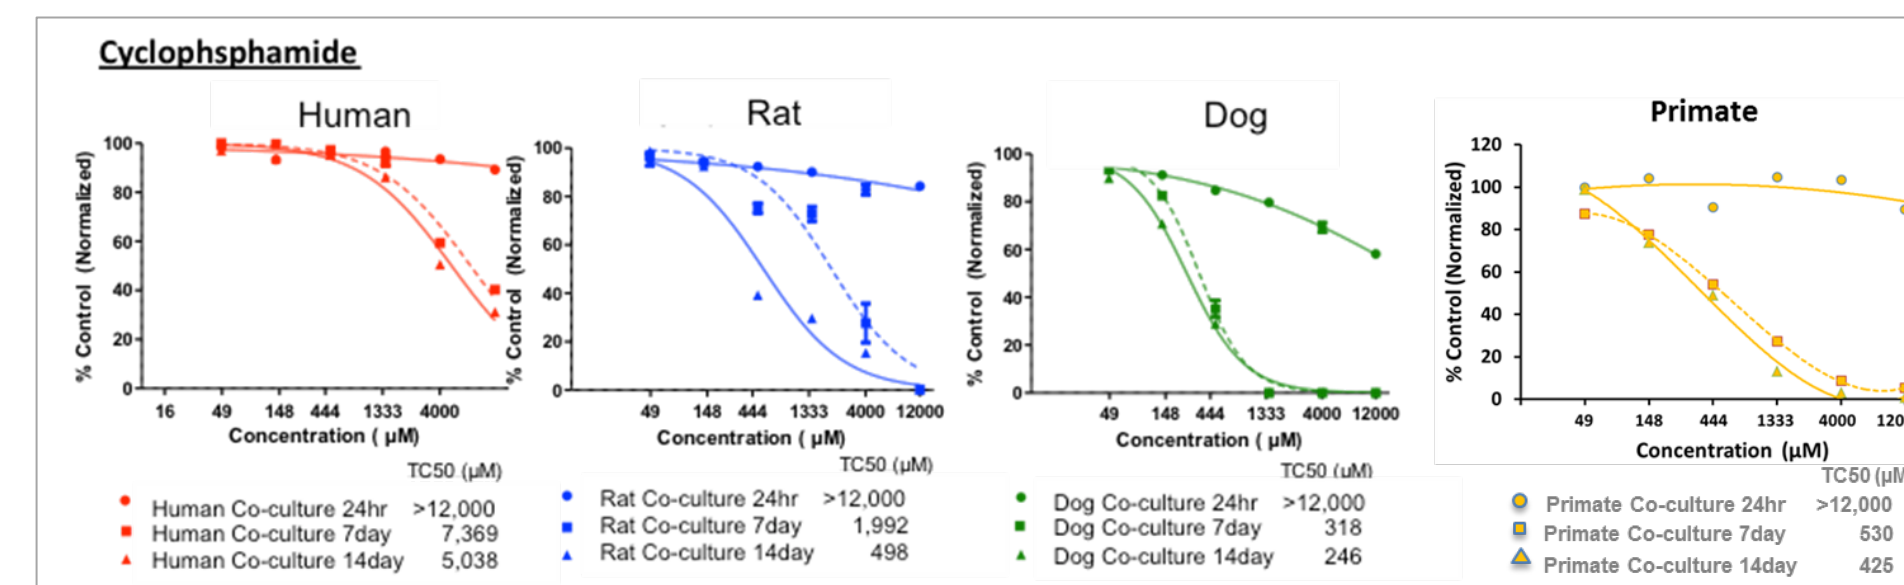 Cyclophsphamide
Human
% Control (Normalized)
100
80
60
40
20
0
16 49 148 444 1333 4000
Concentration ( µM)
TC50 (µM)
Human Co-culture 24hr >12,000
Human Co-culture 7day 7,369
Human Co-culture 14day 5,038
Rat
% Control (Normalized)
100
80
60
40
20
0
49 148 444 1333 4000 12000
Concentration ( µM)
TC50 (µM)
Rat Co-culture 24hr >12,000
Rat Co-culture 7day 1,992
Rat Co-culture 14day 498
Dog
% Control (Normalized)
100
80
60
40
20
0
49 148 444 1333 4000 12000
Concentration ( µM)
TC50 (µM)
Dog Co-culture 24hr >12,000
Dog Co-culture 7day 318
Dog Co-culture 14day 246
Primate
% Control (Normalized)
120
100
80
60
40
20
0
49 148 444 1333 4000 120
Concentration (µM)
TC50 (µM
Primate Co-culture 24hr >12,000
Primate Co-culture 7day 530
Primate Co-culture 14day 425